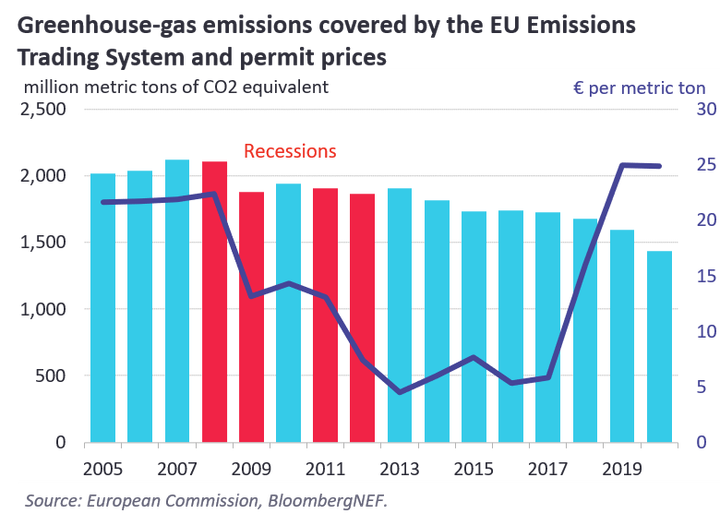 Greenhouse-gas emissions covered by the EU Emissions
Trading System and permit prices
million metric tons of CO2 equivalent
€ per metric ton
2,500
30
Recessions
25
2,000
20
1,500
15
1,000
10
500
5
0
0
2005 2007 2009 2011 2013 2015 2017 2019
Source: European Commission, BloombergNEF.